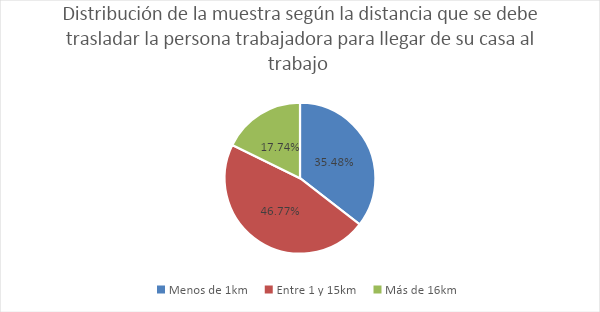 Distribución de la muestra según la distancia que se debe
trasladar la persona trabajadora para llegar de su casa al
trabajo
17.74%
35.48%
46.77%
Menos de 1km Entre 1 y 15km Más de 16km